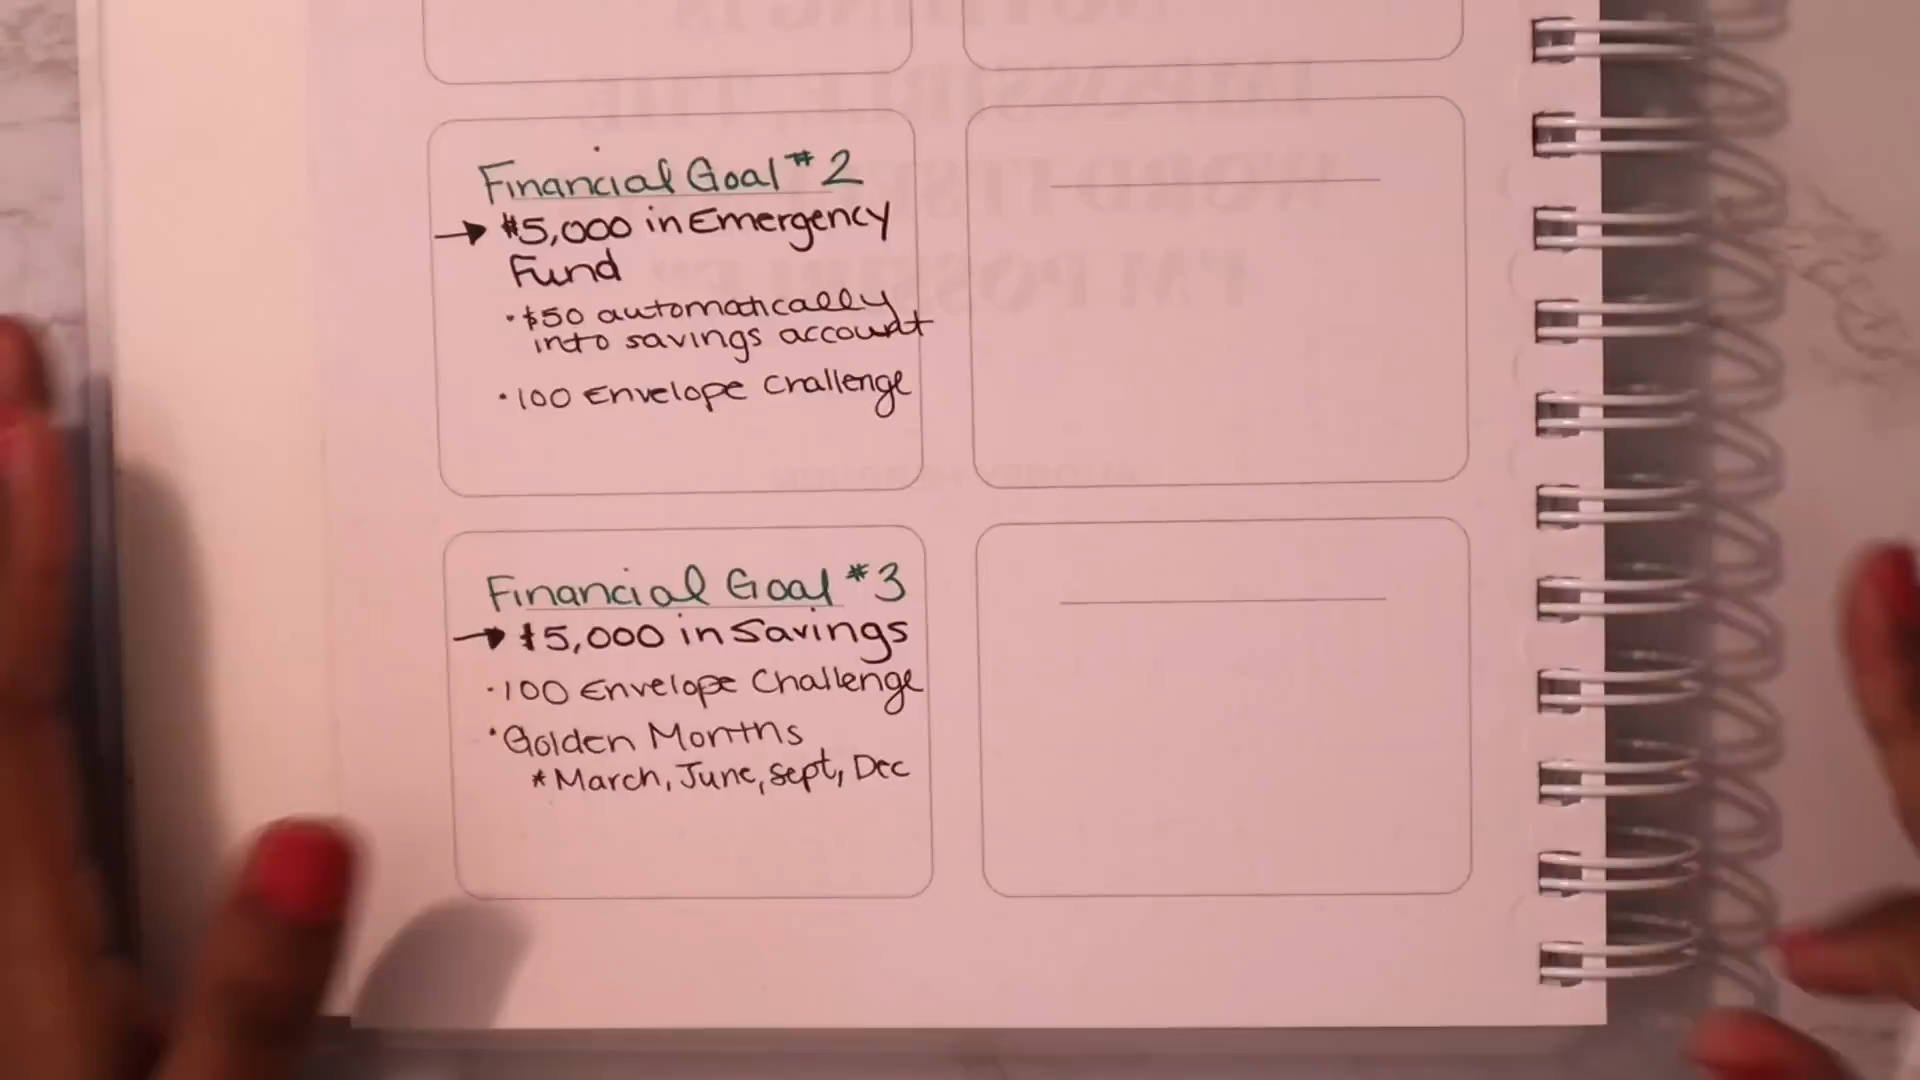 Financial Goal #2
→ $5,000 in Emergency
Fund
· $50 automatically
into savings account
· 100 Envelope Challenge
Financial Goal #3
→ $5,000 in Savings
· 100 Envelope Challenge
· Golden Months
* March, June, Sept, Dec